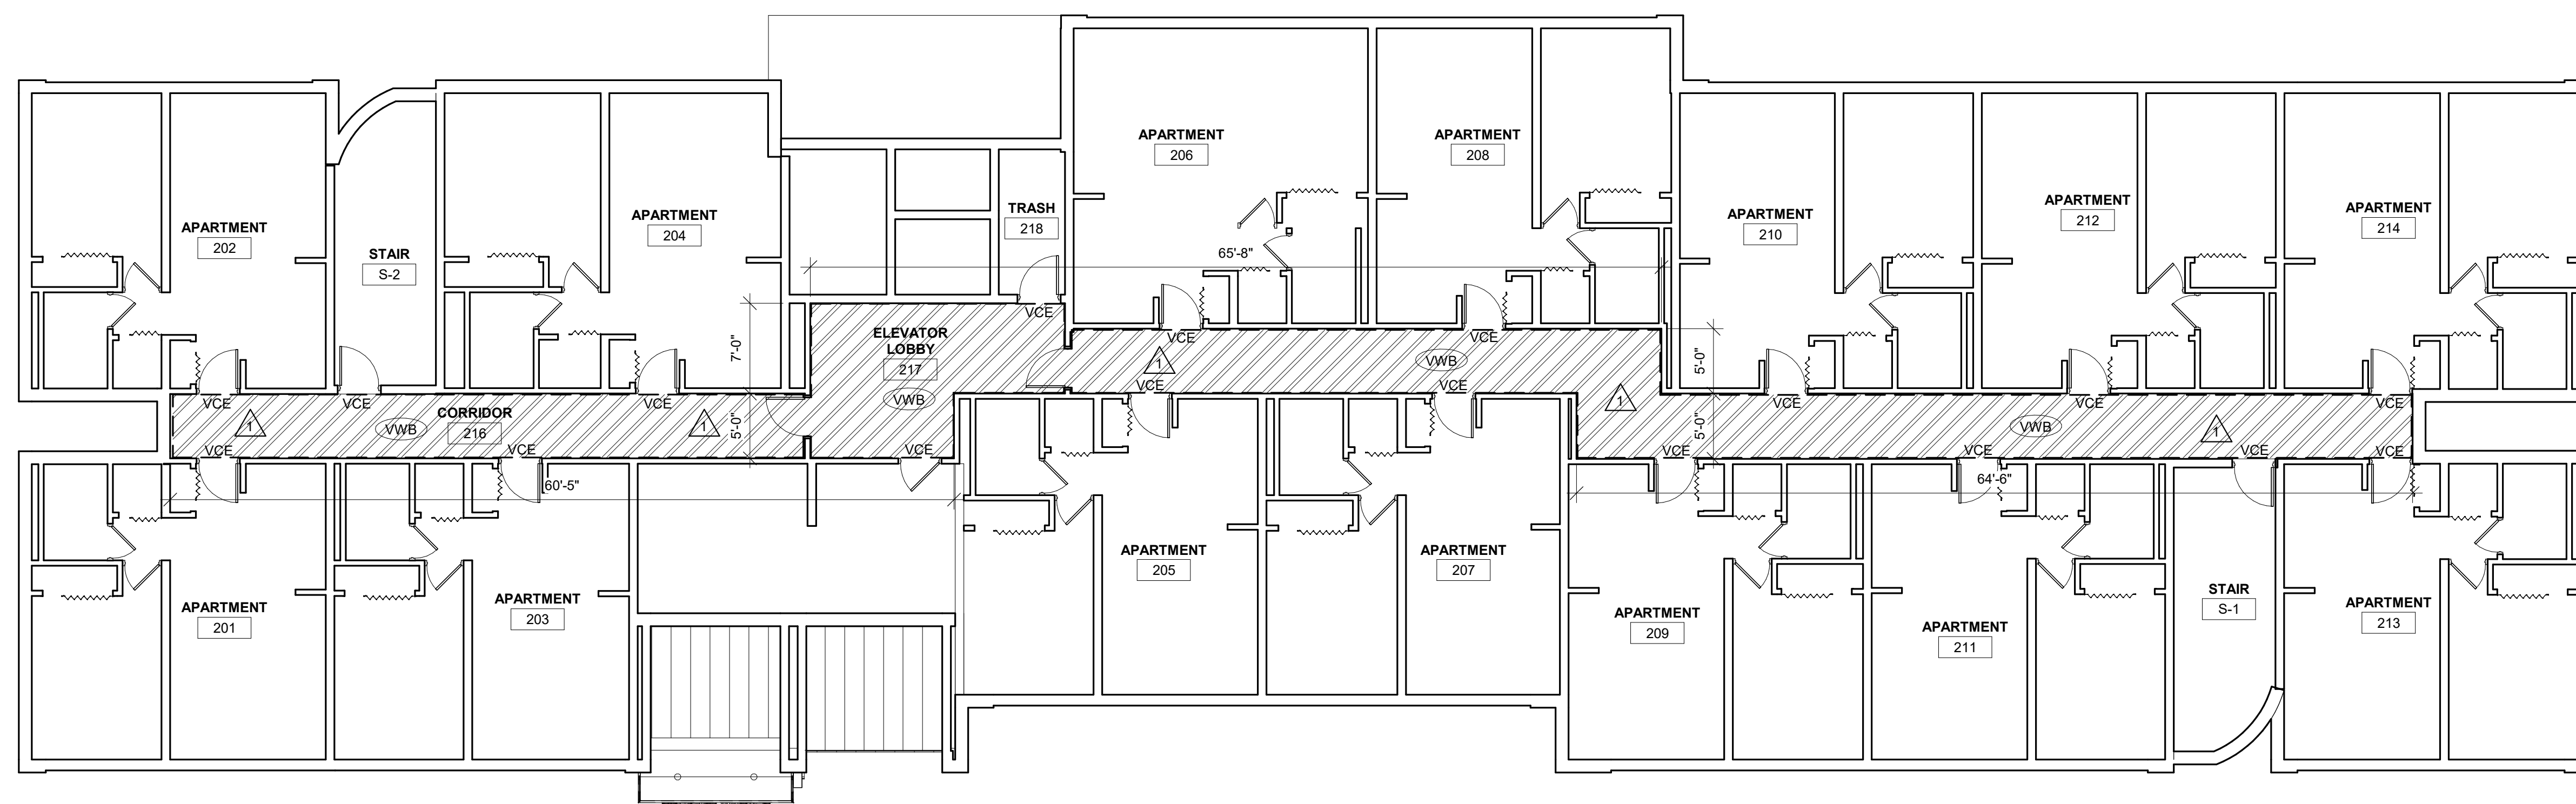 APARTMENT
206
APARTMENT
208
APARTMENT
202
STAIR
S-2
APARTMENT
204
TRASH
218
APARTMENT
210
APARTMENT
212
APARTMENT
214
65'-8"
7'-0"
5'-0"
ELEVATOR
LOBBY
217
VWB
VCE
VCE
VCE
1
VWB
VCE
VCE
5'-0"
5'-0"
1
VCE
VCE
VCE
CORRIDOR
216
VWB
1
1
VCE
VCE
VCE
VCE
VCE
VCE
VCE
VWB
1
VCE
VCE
VCE
VCE
60'-5"
64'-6"
APARTMENT
201
APARTMENT
203
APARTMENT
205
APARTMENT
207
APARTMENT
209
APARTMENT
211
STAIR
S-1
APARTMENT
213